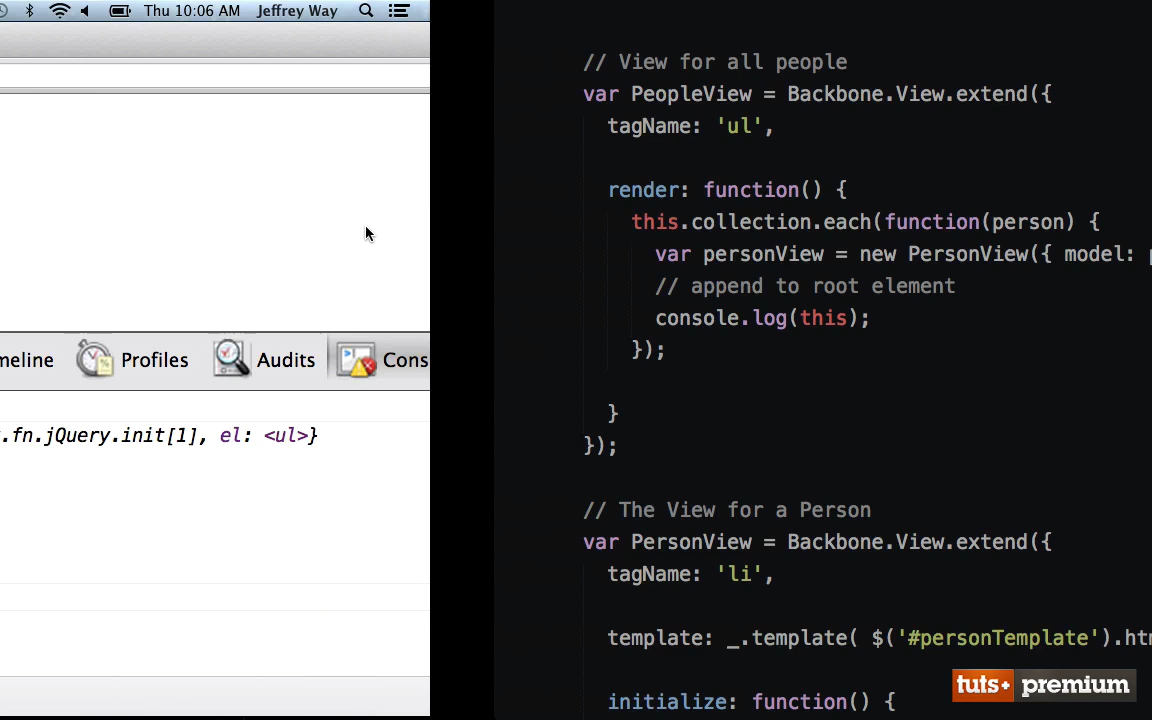 Thu 10:06 AM Jeffrey Way
meline Profiles Audits Cons
.fn.jQuery.init[1], el: <ul>}
// View for all people
var PeopleView = Backbone.View.extend({
tagName: 'ul',
render: function() {
this.collection.each(function(person) {
var personView = new PersonView({ model: p
// append to root element
console.log(this);
});
}
});
// The View for a Person
var PersonView = Backbone.View.extend({
tagName: 'li',
template: _.template( $('#personTemplate').htm
initialize: function() {
tuts+ premium